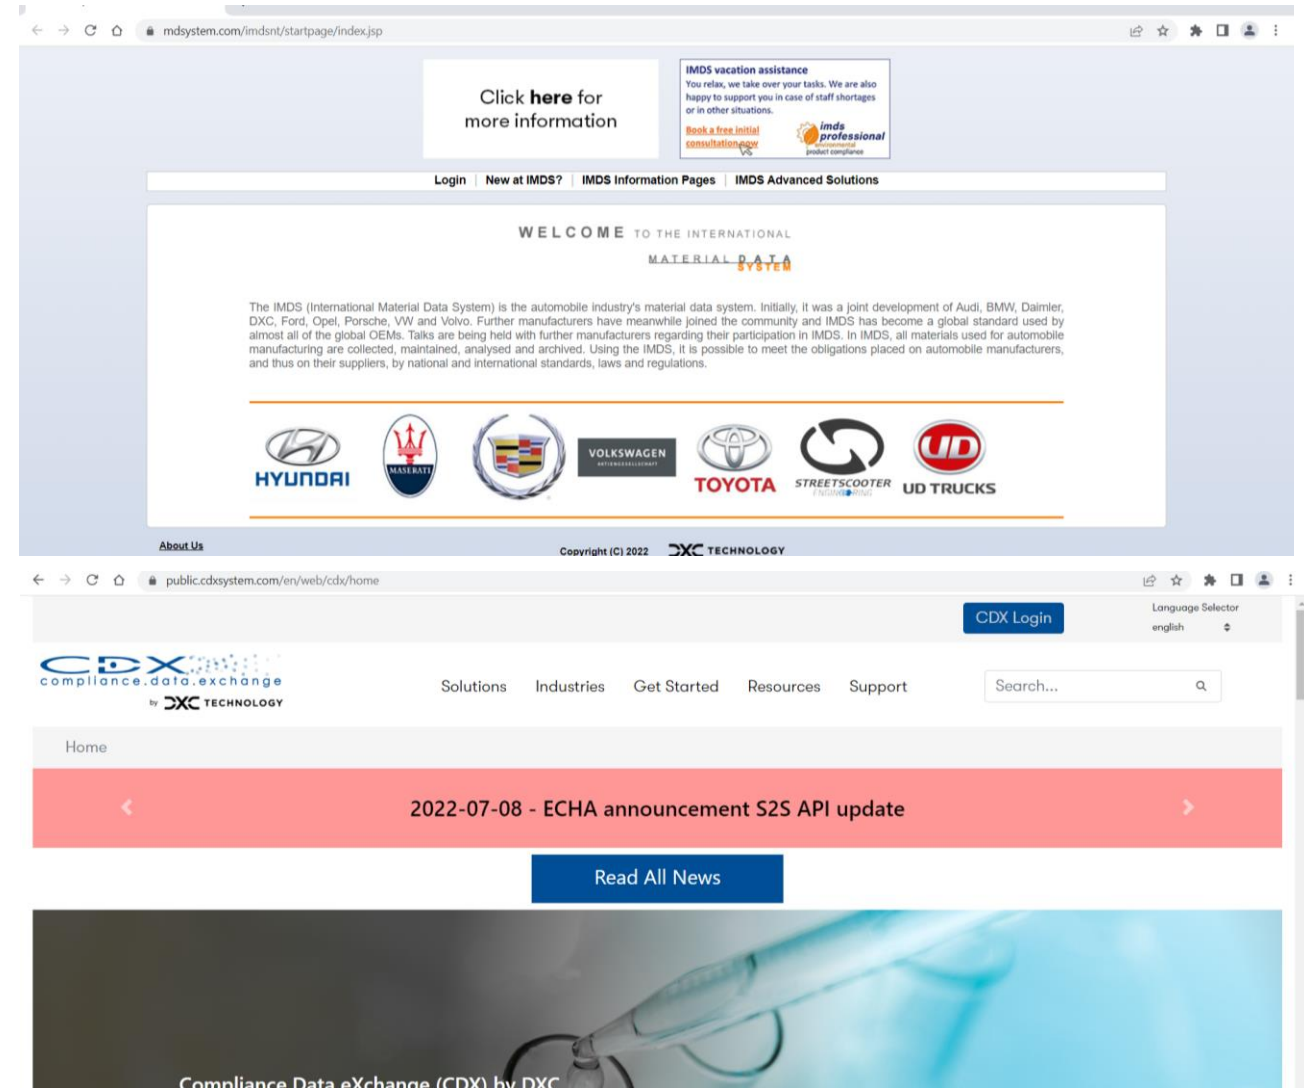 mdsystem.com/imdsnt/startpage/index.jsp
Click here for
more information
IMDS vacation assistance
You relax, we take over your tasks. We are also
happy to support you in case of staff shortages
or in other situations.
Book a free initial
consultation now
imds
professional
environmental
product compliance
Login | New at IMDS? | IMDS Information Pages | IMDS Advanced Solutions
WELCOME TO THE INTERNATIONAL
MATERIAL DATA
SYSTEM
The IMDS (International Material Data System) is the automobile industry's material data system. Initially, it was a joint development of Audi, BMW, Daimler,
DXC, Ford, Opel, Porsche, VW and Volvo. Further manufacturers have meanwhile joined the community and IMDS has become a global standard used by
almost all of the global OEMs. Talks are being held with further manufacturers regarding their participation in IMDS. In IMDS, all materials used for automobile
manufacturing are collected, maintained, analysed and archived. Using the IMDS, it is possible to meet the obligations placed on automobile manufacturers,
and thus on their suppliers, by national and international standards, laws and regulations.
HYUNDAI
MASERATI
VOLKSWAGEN
AKTIENGESELLSCHAFT
TOYOTA
STREETSCOOTER
ENGINEERING
UD
UD TRUCKS
About Us
Copyright (C) 2022 DXC TECHNOLOGY
public.cdxsystem.com/en/web/cdx/home
CDX Login
Language Selector
english
CDX
compliance.data.exchange
by DXC TECHNOLOGY
Solutions Industries Get Started Resources Support
Search...
Home
2022-07-08 - ECHA announcement S2S API update
Read All News
Compliance Data eXchange (CDX) by DXC